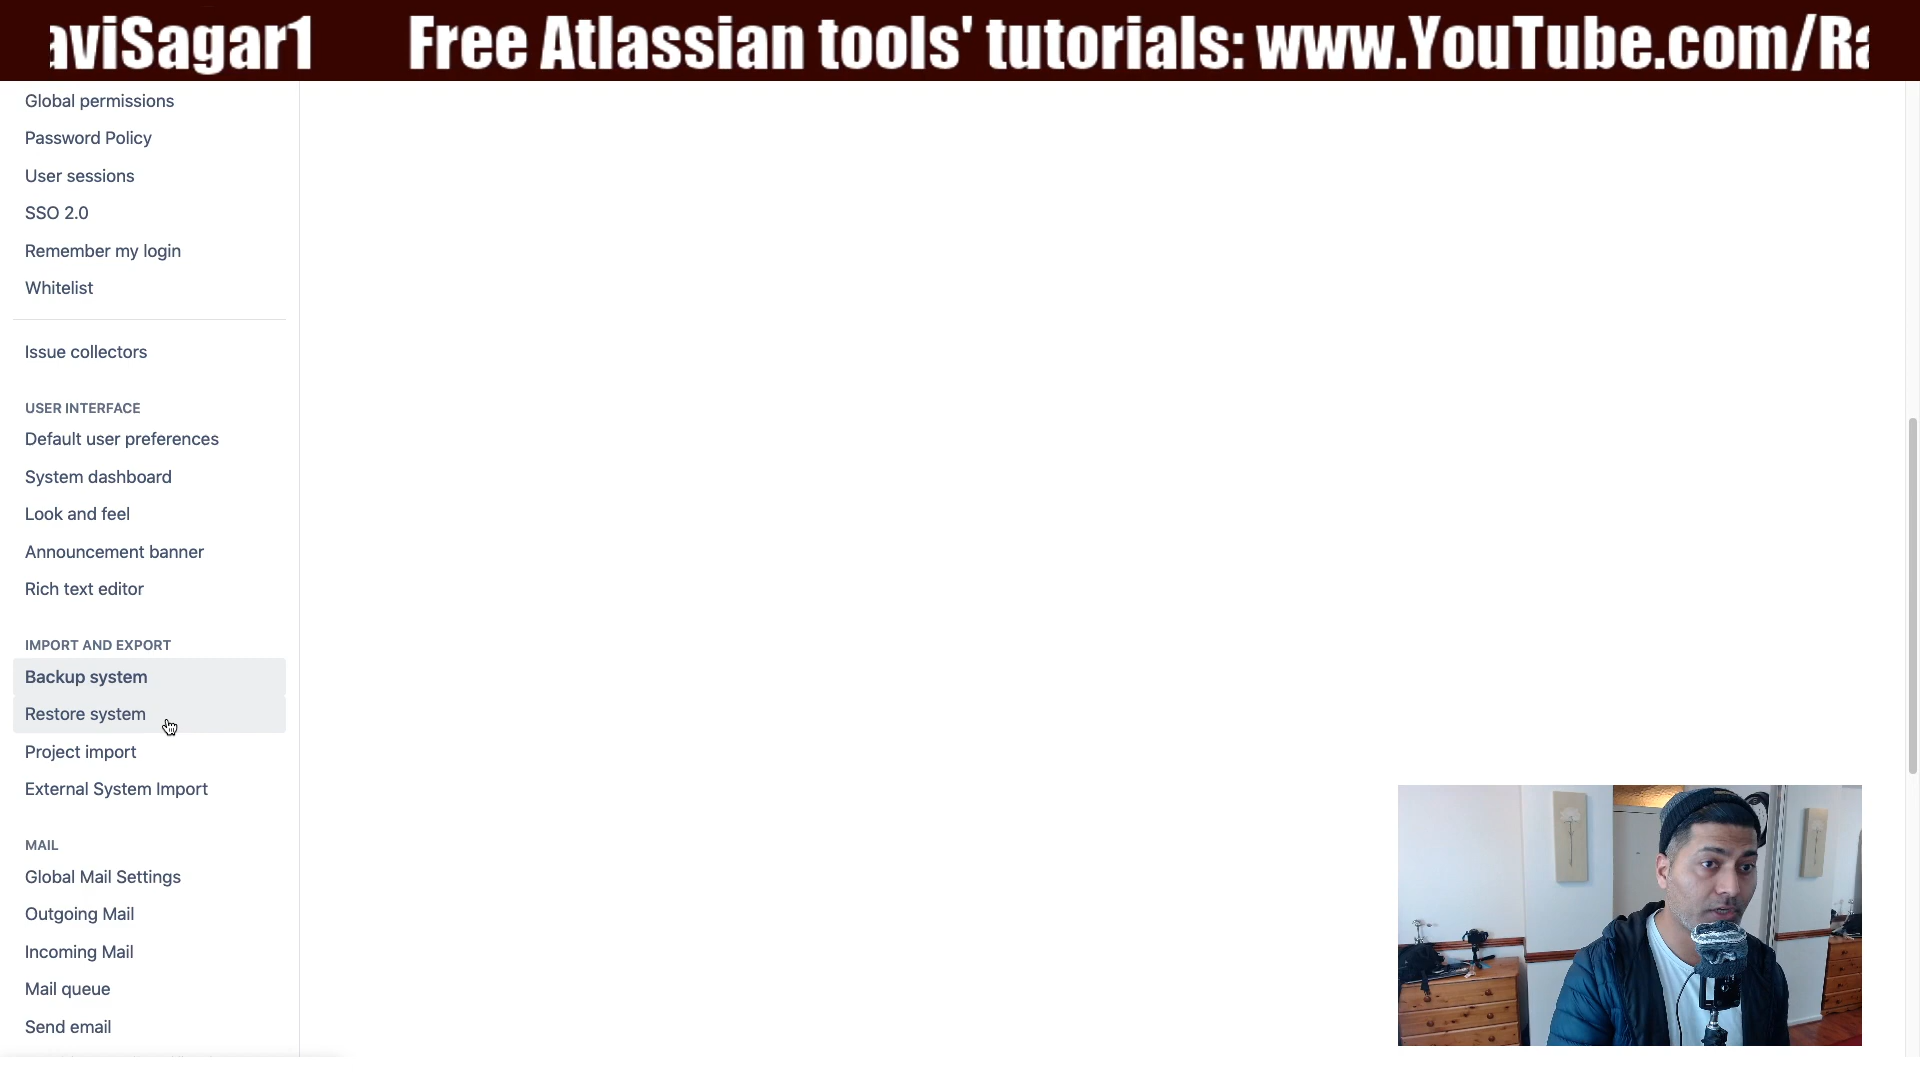 aviSagar1 Free Atlassian tools' tutorials: www.YouTube.com/Ra
Global permissions
Password Policy
User sessions
SSO 2.0
Remember my login
Whitelist
Issue collectors
USER INTERFACE
Default user preferences
System dashboard
Look and feel
Announcement banner
Rich text editor
IMPORT AND EXPORT
Backup system
Restore system
Project import
External System Import
MAIL
Global Mail Settings
Outgoing Mail
Incoming Mail
Mail queue
Send email